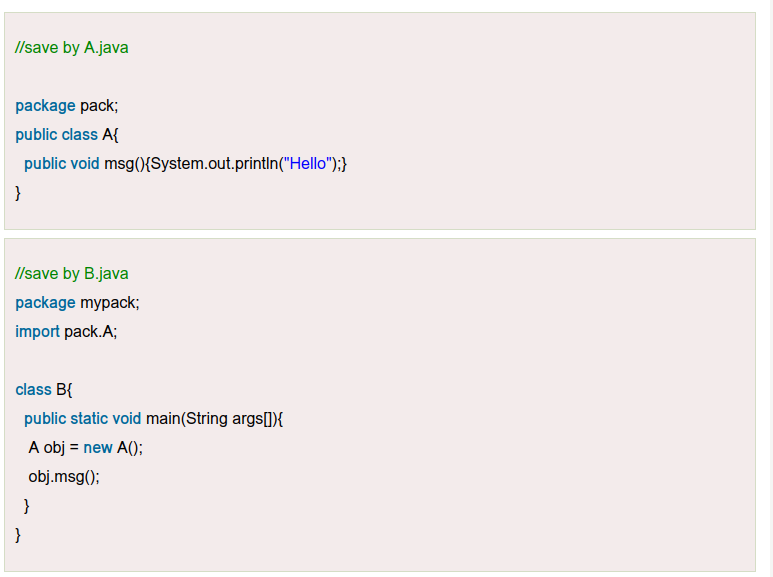 //save by A.java
package pack;
public class A{
public void msg(){System.out.println("Hello");}
}
//save by B.java
package mypack;
import pack.A;
class B{
public static void main(String args[]){
A obj = new A();
obj.msg();
}
}